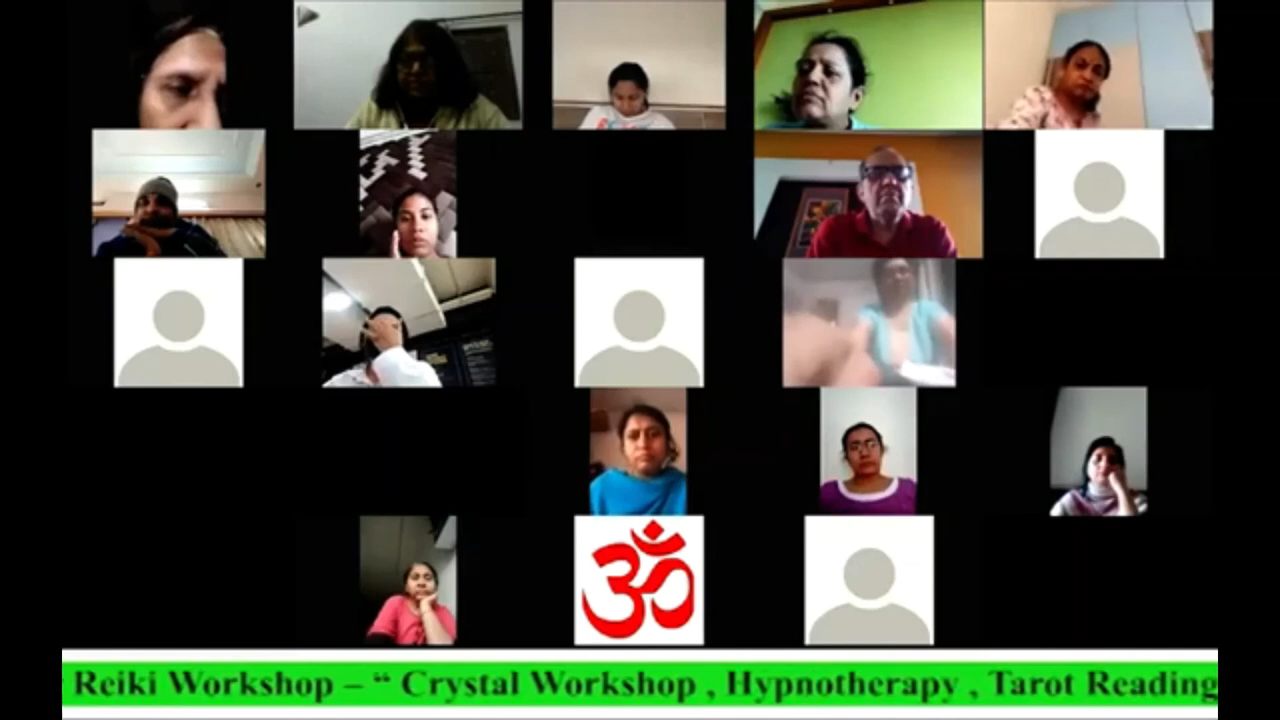 ॐ
Reiki Workshop – “ Crystal Workshop , Hypnotherapy , Tarot Reading